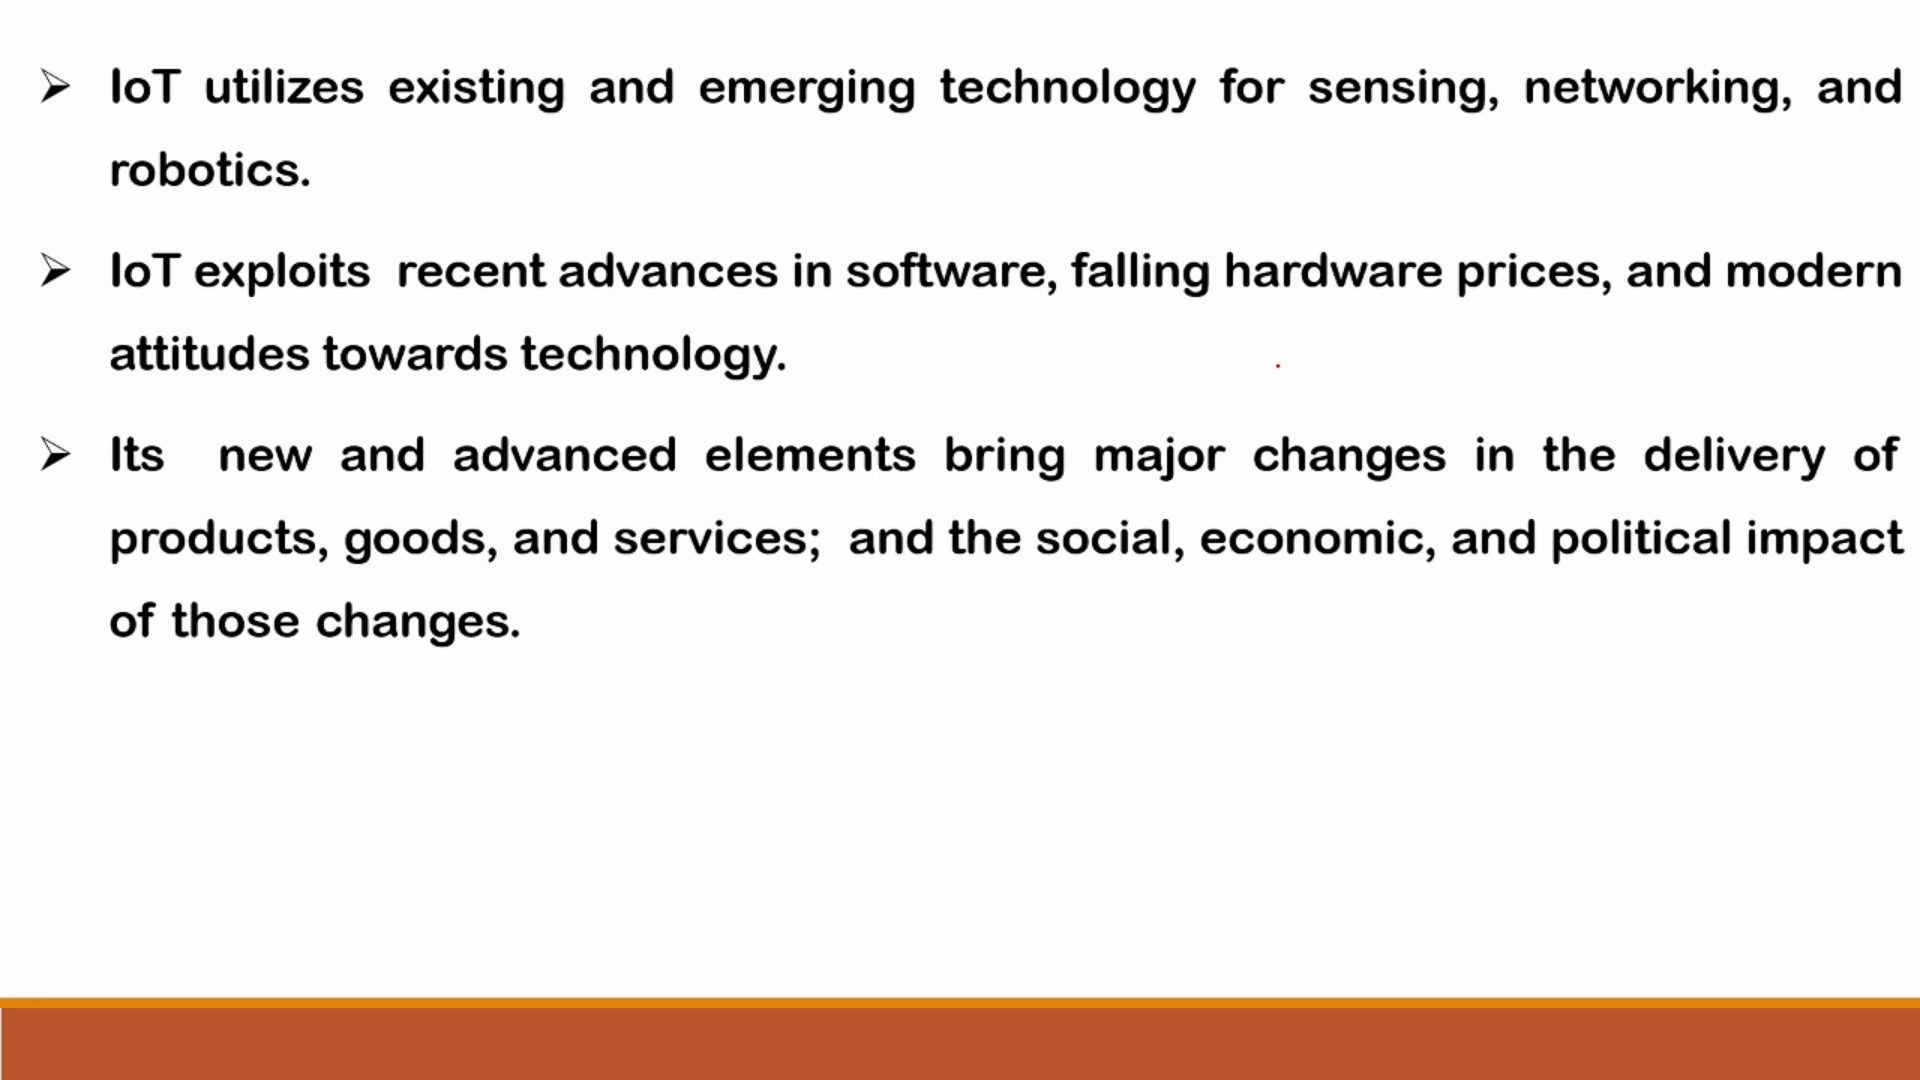 ➢ IoT utilizes existing and emerging technology for sensing, networking, and
robotics.
➢ IoT exploits recent advances in software, falling hardware prices, and modern
attitudes towards technology.
➢ Its new and advanced elements bring major changes in the delivery of
products, goods, and services; and the social, economic, and political impact
of those changes.